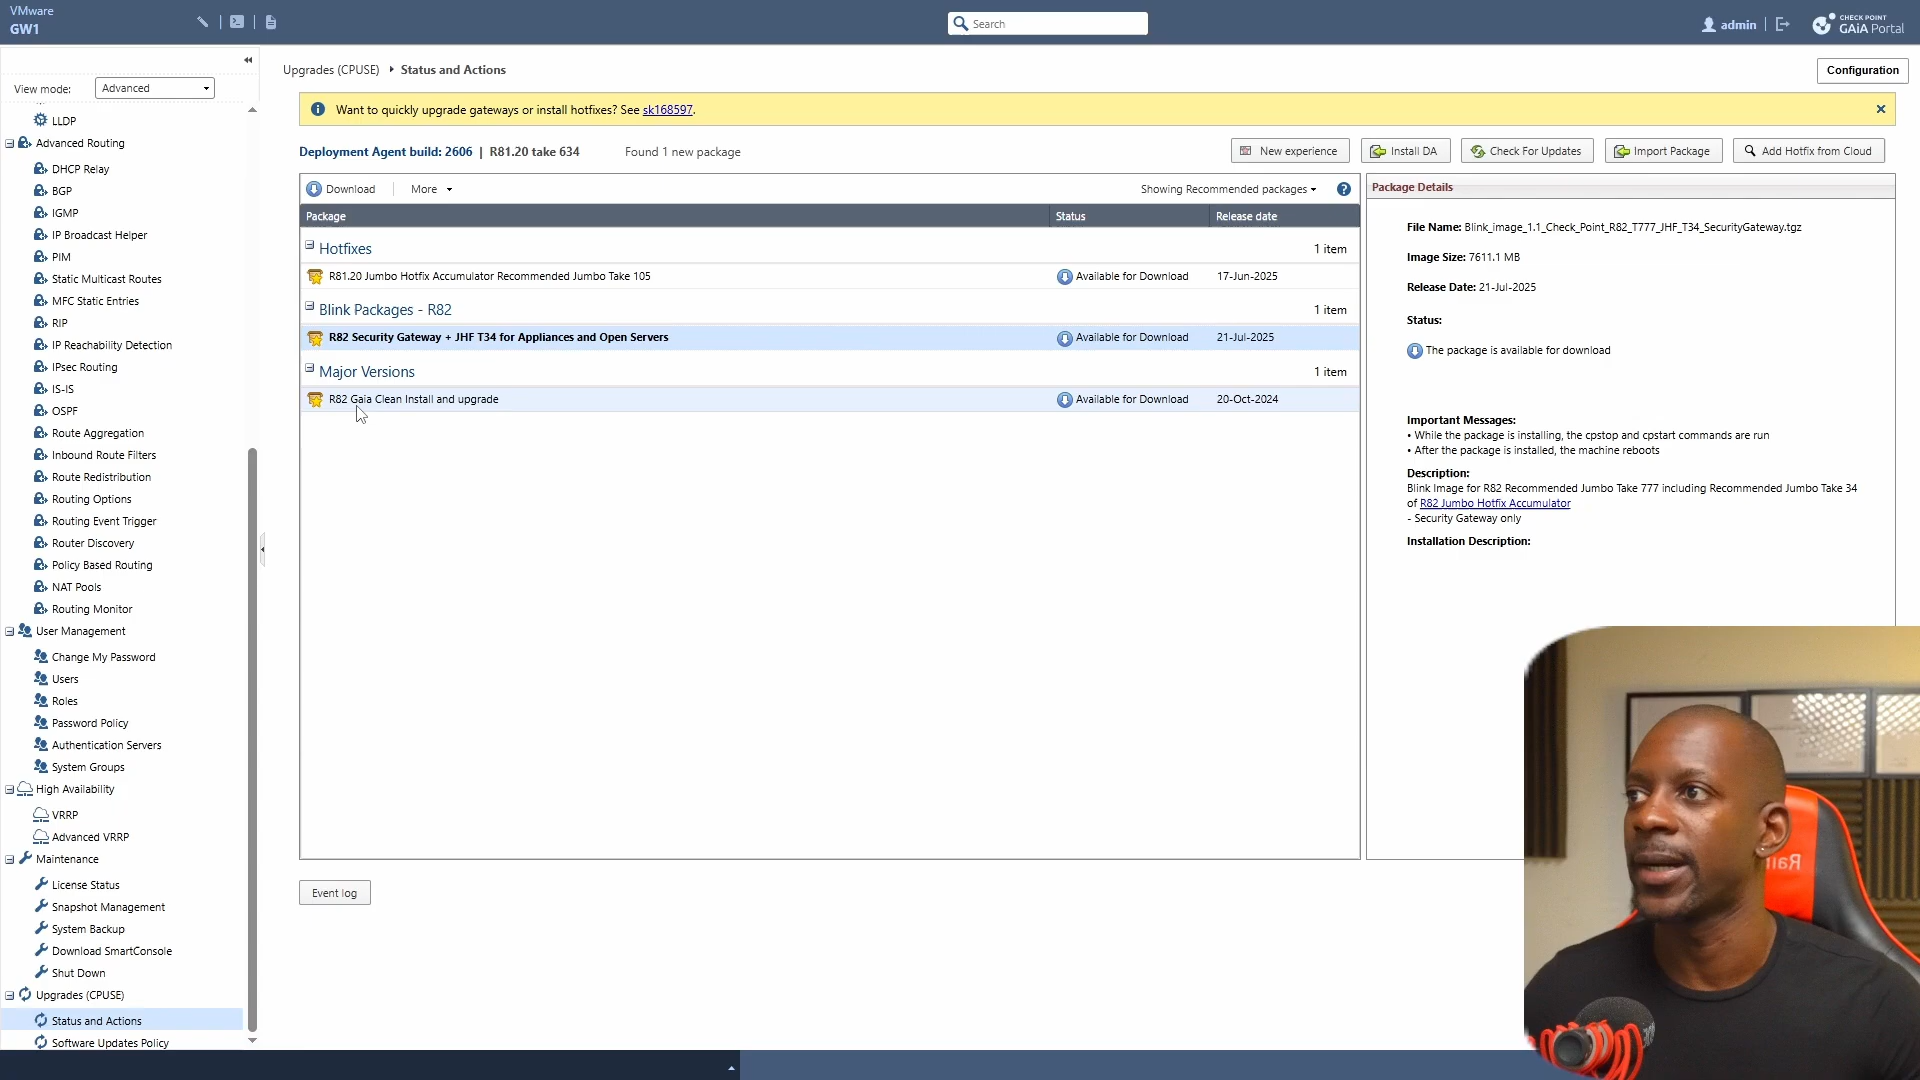 VMware
GW1
Search
admin
CHECK POINT
GAiA Portal
View mode:
Advanced
LLDP
Advanced Routing
DHCP Relay
BGP
IGMP
IP Broadcast Helper
PIM
Static Multicast Routes
MFC Static Entries
RIP
IP Reachability Detection
IPsec Routing
IS-IS
OSPF
Route Aggregation
Inbound Route Filters
Route Redistribution
Routing Options
Routing Event Trigger
Router Discovery
Policy Based Routing
NAT Pools
Routing Monitor
User Management
Change My Password
Users
Roles
Password Policy
Authentication Servers
System Groups
High Availability
VRRP
Advanced VRRP
Maintenance
License Status
Snapshot Management
System Backup
Download SmartConsole
Shut Down
Upgrades (CPUSE)
Status and Actions
Software Updates Policy
Upgrades (CPUSE) Status and Actions
Configuration
Want to quickly upgrade gateways or install hotfixes? See sk168597.
Deployment Agent build: 2606 | R81.20 take 634 Found 1 new package
New experience
Install DA
Check For Updates
Import Package
Add Hotfix from Cloud
Download
More
Showing Recommended packages
Package Status Release date
Hotfixes 1 item
R81.20 Jumbo Hotfix Accumulator Recommended Jumbo Take 105 Available for Download 17-Jun-2025
Blink Packages - R82 1 item
R82 Security Gateway + JHF T34 for Appliances and Open Servers Available for Download 21-Jul-2025
Major Versions 1 item
R82 Gaia Clean Install and upgrade Available for Download 20-Oct-2024
Event log
Package Details
File Name: Blink_image_1.1_Check_Point_R82_T777_JHF_T34_SecurityGateway.tgz
Image Size: 7611.1 MB
Release Date: 21-Jul-2025
Status:
The package is available for download
Important Messages:
• While the package is installing, the cpstop and cpstart commands are run
• After the package is installed, the machine reboots
Description:
Blink Image for R82 Recommended Jumbo Take 777 including Recommended Jumbo Take 34
of R82 Jumbo Hotfix Accumulator
- Security Gateway only
Installation Description: